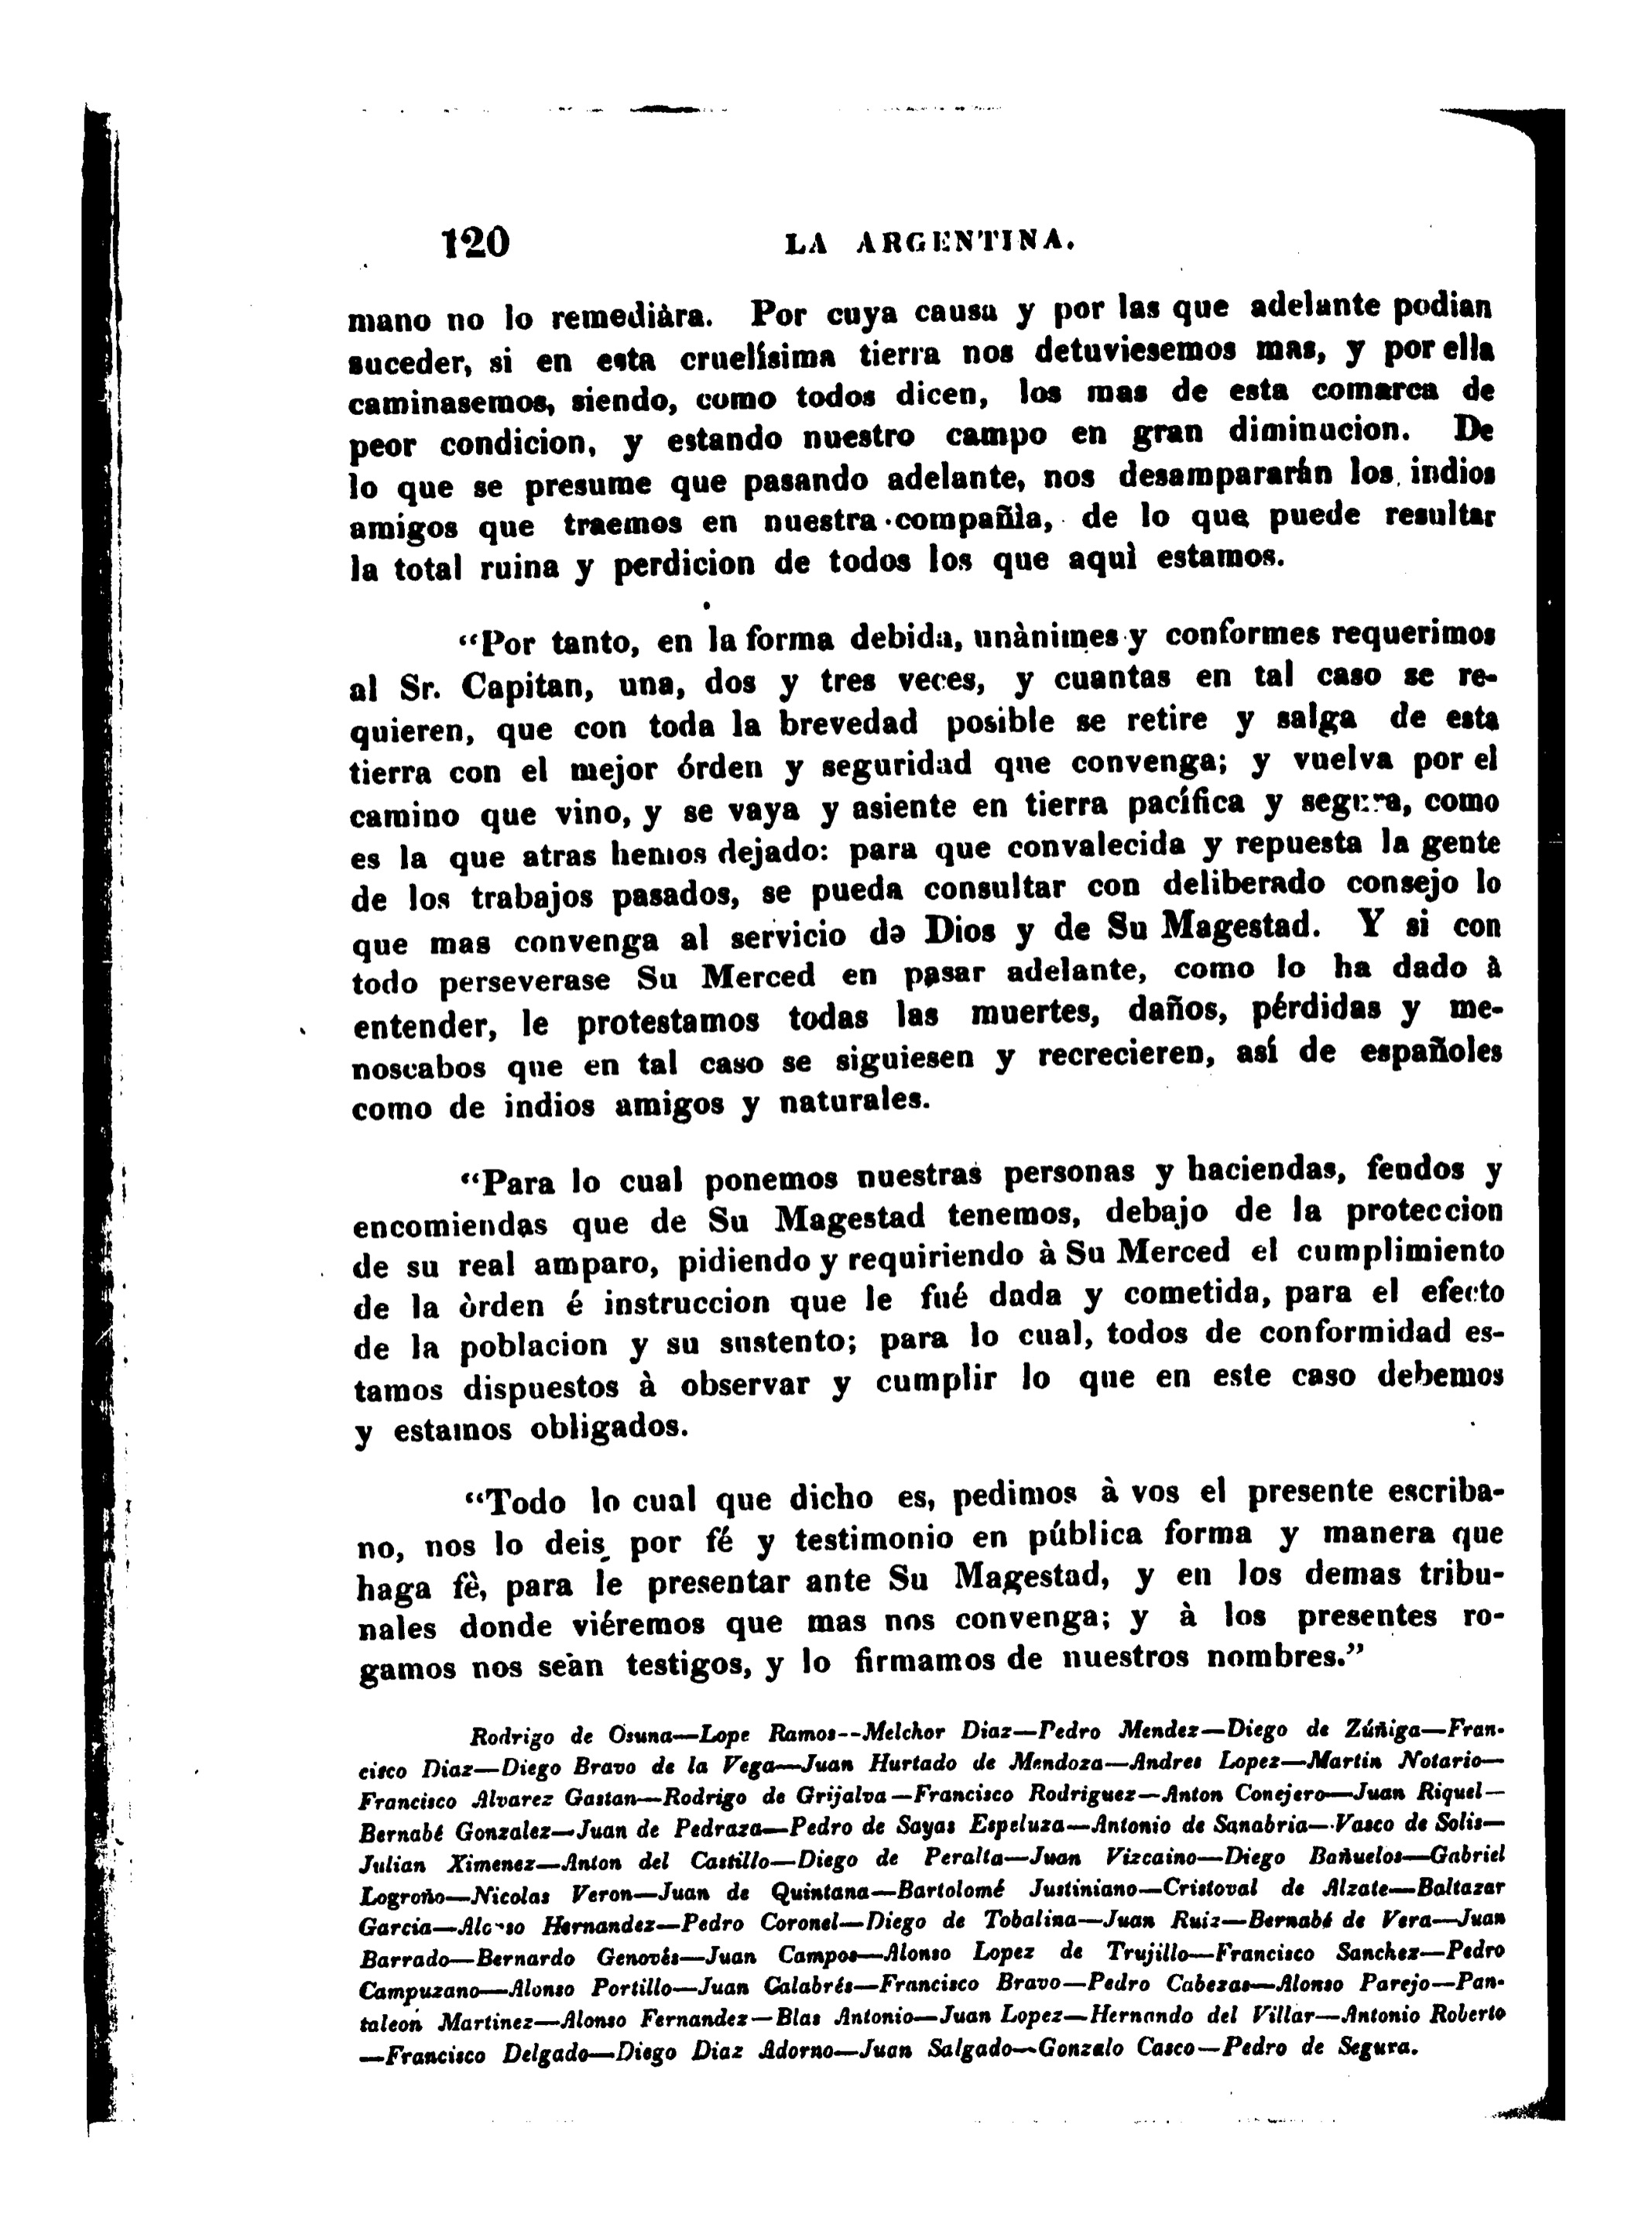 120 LA ARGENTINA.
mano no lo remediàra. Por cuya causa y por las que adelante podian
suceder, si en esta cruelísima tierra nos detuviesemos mas, y por ella
caminasemos, siendo, como todos dicen, los mas de esta comarca de
peor condicion, y estando nuestro campo en gran diminucion. De
lo que se presume que pasando adelante, nos desampararán los indios
amigos que traemos en nuestra compañìa, de lo que puede resultar
la total ruina y perdicion de todos los que aquì estamos.
“Por tanto, en la forma debida, unànimes y conformes requerimos
al Sr. Capitan, una, dos y tres veces, y cuantas en tal caso se re-
quieren, que con toda la brevedad posible se retire y salga de esta
tierra con el mejor órden y seguridad que convenga; y vuelva por el
camino que vino, y se vaya y asiente en tierra pacífica y segura, como
es la que atras hemos dejado: para que convalecida y repuesta la gente
de los trabajos pasados, se pueda consultar con deliberado consejo lo
que mas convenga al servicio de Dios y de Su Magestad. Y si con
todo perseverase Su Merced en pasar adelante, como lo ha dado à
entender, le protestamos todas las muertes, daños, pérdidas y me-
noscabos que en tal caso se siguiesen y recrecieren, así de españoles
como de indios amigos y naturales.
“Para lo cual ponemos nuestras personas y haciendas, feudos y
encomiendas que de Su Magestad tenemos, debajo de la proteccion
de su real amparo, pidiendo y requiriendo à Su Merced el cumplimiento
de la òrden é instruccion que le fué dada y cometida, para el efecto
de la poblacion y su sustento; para lo cual, todos de conformidad es-
tamos dispuestos à observar y cumplir lo que en este caso debemos
y estamos obligados.
“Todo lo cual que dicho es, pedimos à vos el presente escriba-
no, nos lo deis por fé y testimonio en pública forma y manera que
haga fè, para le presentar ante Su Magestad, y en los demas tribu-
nales donde viéremos que mas nos convenga; y à los presentes ro-
gamos nos seàn testigos, y lo firmamos de nuestros nombres.”
Rodrigo de Osuna—Lope Ramos--Melchor Diaz—Pedro Mendez—Diego de Zúñiga—Fran-
cisco Diaz—Diego Bravo de la Vega—Juan Hurtado de Mendoza—Andres Lopez—Martin Notario—
Francisco Alvarez Gastan—Rodrigo de Grijalva—Francisco Rodriguez—Anton Conejero—Juan Riquel—
Bernabé Gonzalez—Juan de Pedraza—Pedro de Sayas Espeluza—Antonio de Sanabria—Vasco de Solis—
Julian Ximenez—Anton del Castillo—Diego de Peralta—Juan Vizcaino—Diego Bañuelos—Gabriel
Logroño—Nicolas Veron—Juan de Quintana—Bartolomé Justiniano—Cristoval de Alzate—Baltazar
Garcia—Alonso Hernandez—Pedro Coronel—Diego de Tobalina—Juan Ruiz—Bernabé de Vera—Juan
Barrado—Bernardo Genovés—Juan Campos—Alonso Lopez de Trujillo—Francisco Sanchez—Pedro
Campuzano—Alonso Portillo—Juan Calabrés—Francisco Bravo—Pedro Cabezas—Alonso Parejo—Pan-
taleon Martinez—Alonso Fernandez—Blas Antonio—Juan Lopez—Hernando del Villar—Antonio Roberto
—Francisco Delgado—Diego Diaz Adorno—Juan Salgado—Gonzalo Casco—Pedro de Segura.